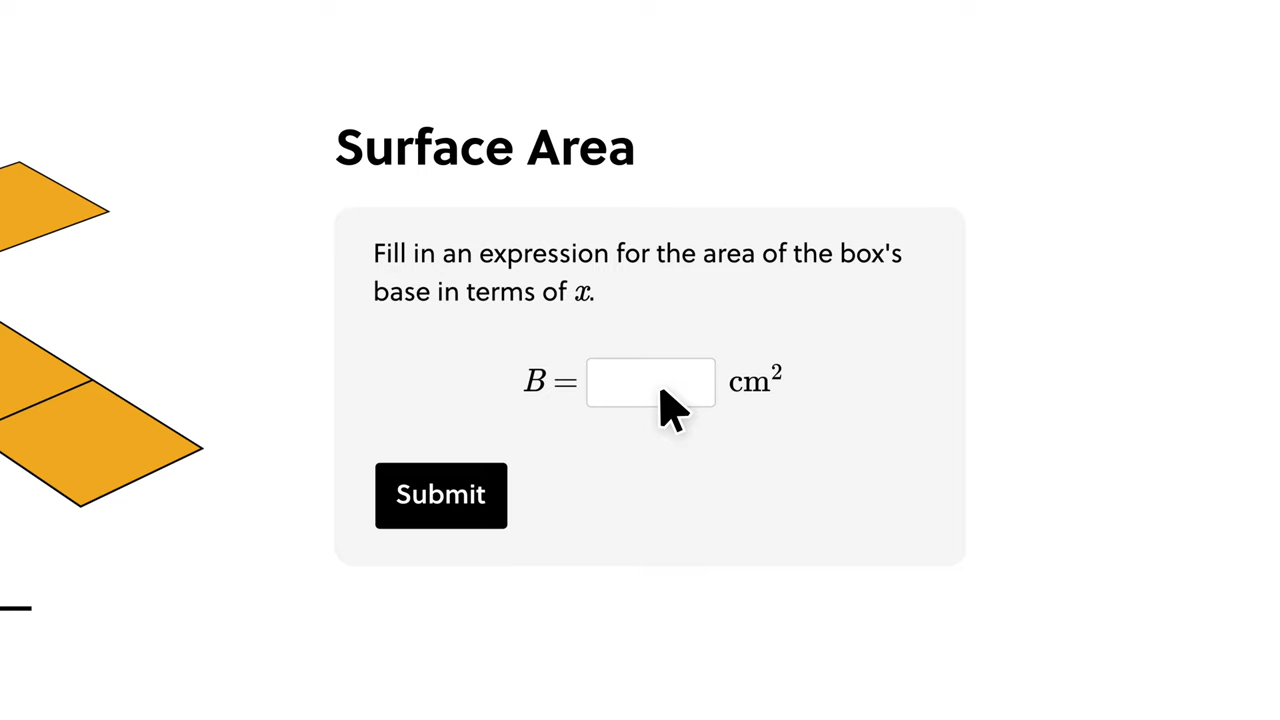 Surface Area
Fill in an expression for the area of the box's
base in terms of x.
B = cm²
Submit